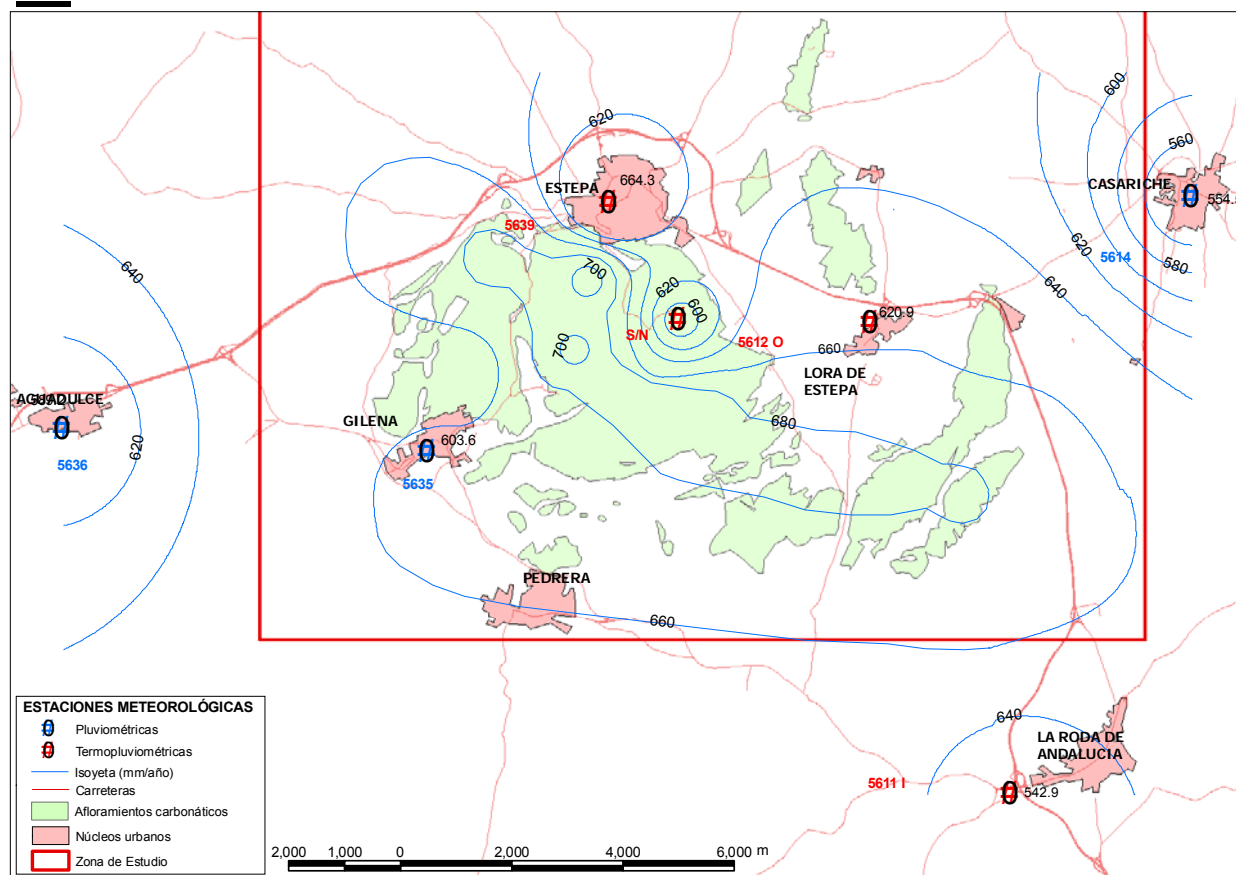 600
620
560
ESTEPA
664.3
CASARICHE
554.
5639
620
5614
580
640
640
700
620
600
S/N
620.9
5612 O
700
660
LORA DE
ESTEPA
AGUADULCE
680
GILENA
620
603.6
5636
5635
PEDRERA
660
640
LA RODA DE
ANDALUCIA
5611 I
542.9
ESTACIONES METEOROLÓGICAS
Pluviométricas
Termopluviométricas
Isoyeta (mm/año)
Carreteras
Afloramientos carbonáticos
Núcleos urbanos
Zona de Estudio
2,000 1,000 0 2,000 4,000 6,000 m